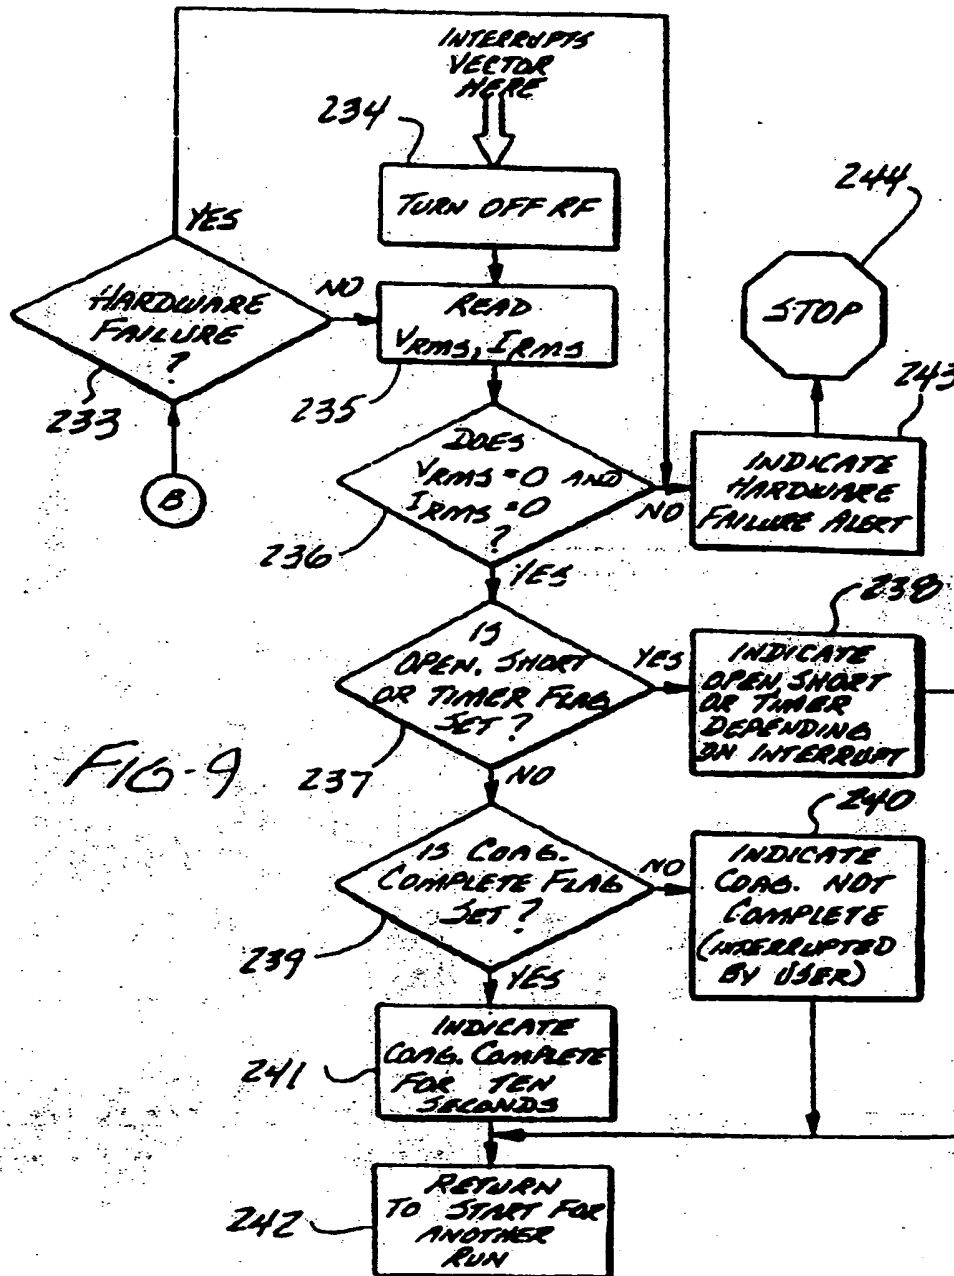 INTERRUPTS
VECTOR
HERE
234
TURN OFF RF
244
STOP
YES
HARDWARE
FAILURE
?
NO
233
B
READ
VRMS, IRMS
235
243
DOES
VRMS = 0 AND
IRMS = 0
?
NO
236
YES
INDICATE
HARDWARE
FAILURE ALERT
238
IS
OPEN, SHORT
OR TIMER FLAG
SET?
YES
237
NO
INDICATE
OPEN, SHORT
OR TIMER
DEPENDING
ON INTERRUPT
FIG-9
240
IS COAG.
COMPLETE FLAG
SET?
NO
239
YES
INDICATE
COAG. NOT
COMPLETE
(INTERRUPTED
BY USER)
241
INDICATE
COAG. COMPLETE
FOR TEN
SECONDS
242
RETURN
TO START FOR
ANOTHER
RUN